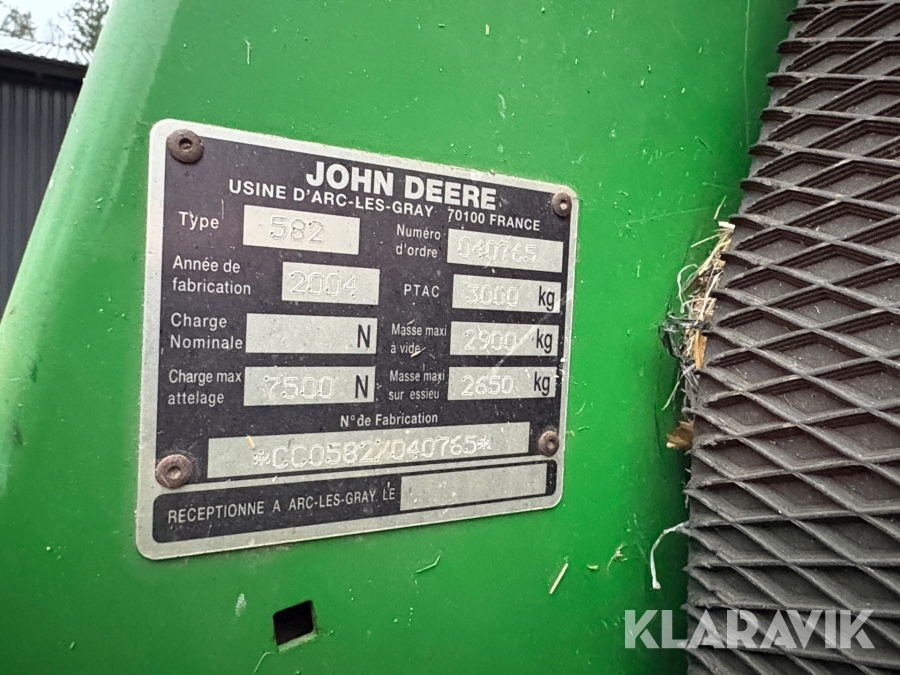 JOHN DEERE
USINE D'ARC-LES-GRAY 70100 FRANCE
Type 582
Numéro d'ordre 040765
Année de fabrication 2004
PTAC 3060 kg
Charge Nominale N
Masse maxi à vide 2900 kg
Charge max attelage 7500 N
Masse maxi sur essieu 2650 kg
N° de Fabrication
*CC0582X040765*
RECEPTIONNE A ARC-LES-GRAY LE
KLARAVIK